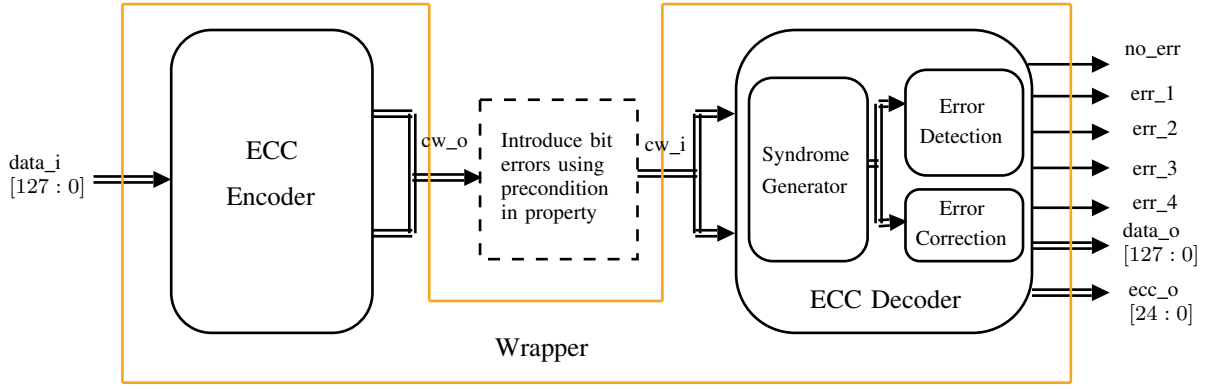 data_i
[127 : 0]
ECC
Encoder
cw_o
Introduce bit
errors using
precondition
in property
cw_i
Syndrome
Generator
Error
Detection
Error
Correction
ECC Decoder
no_err
err_1
err_2
err_3
err_4
data_o
[127 : 0]
ecc_o
[24 : 0]
Wrapper